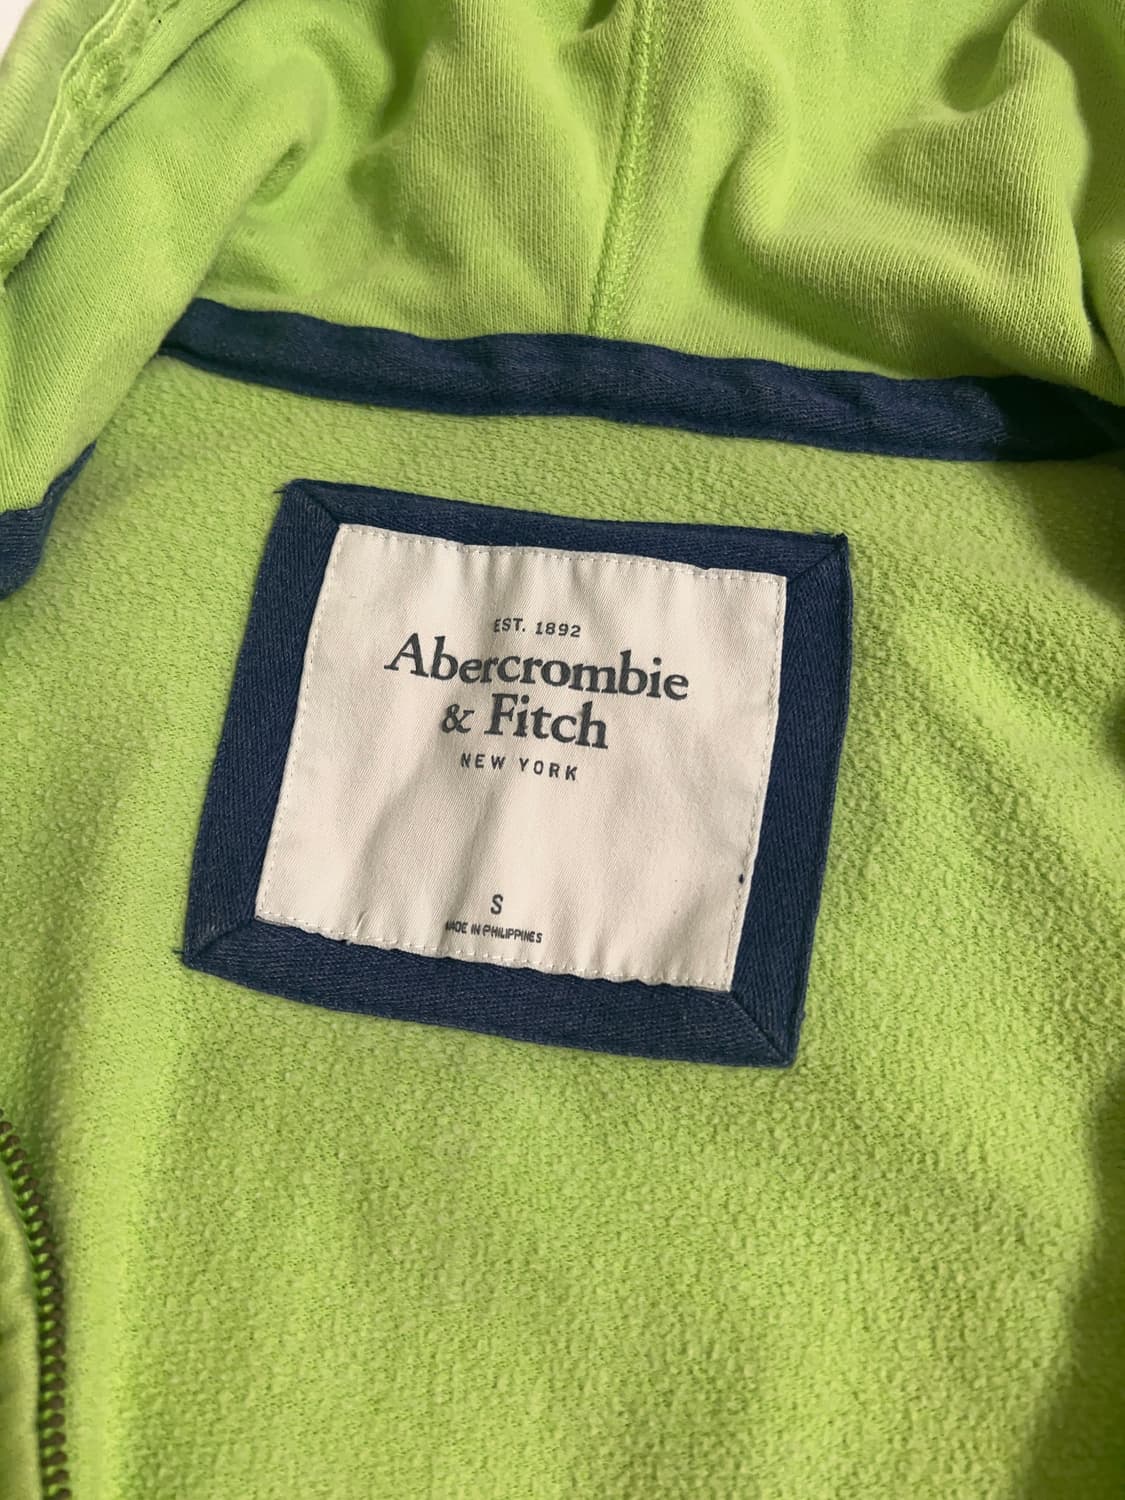 EST. 1892
Abercrombie
& Fitch
NEW YORK
S
MADE IN PHILIPPINES